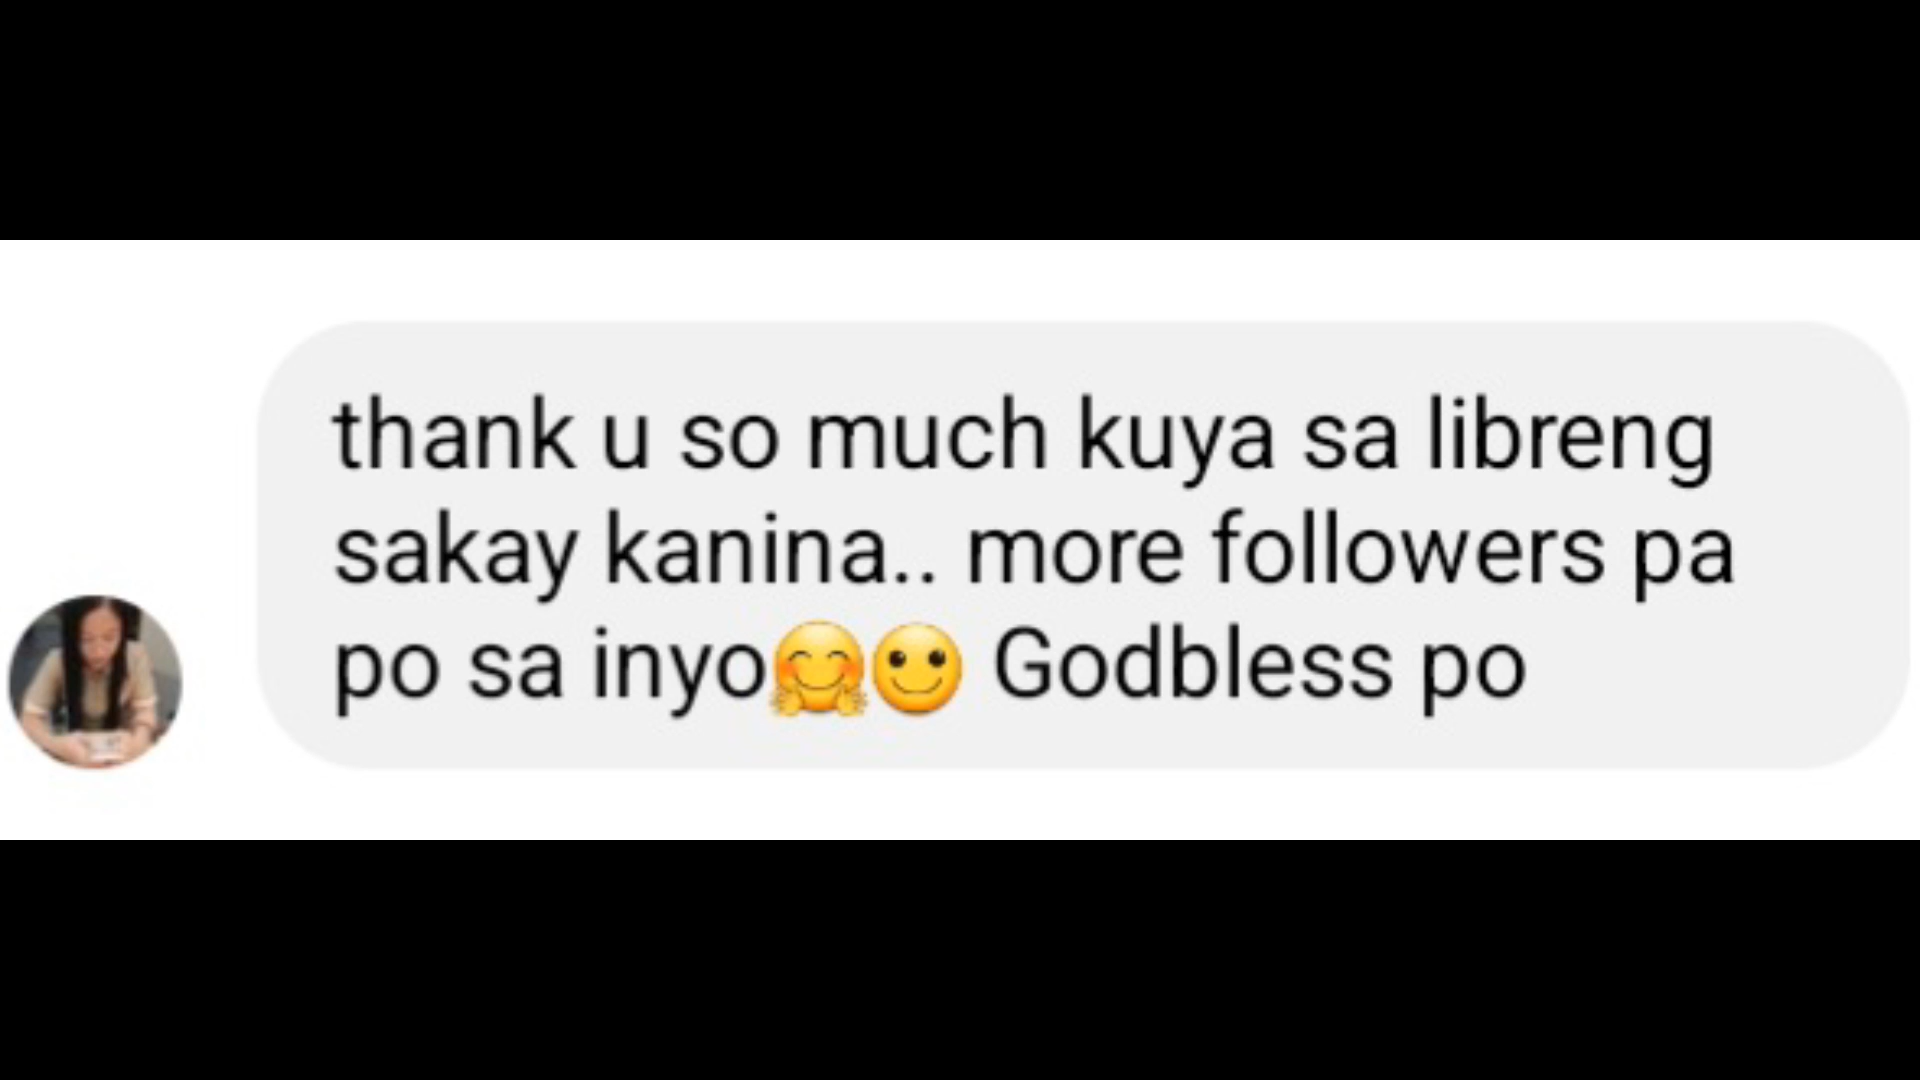 thank u so much kuya sa libreng
sakay kanina.. more followers pa
po sa inyo🤗🙂 Godbless po